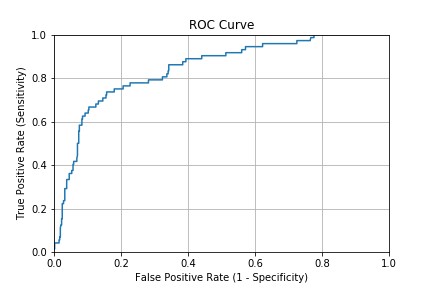 ROC Curve
True Positive Rate (Sensitivity)
1.0
0.8
0.6
0.4
0.2
0.0
0.0 0.2 0.4 0.6 0.8 1.0
False Positive Rate (1 - Specificity)